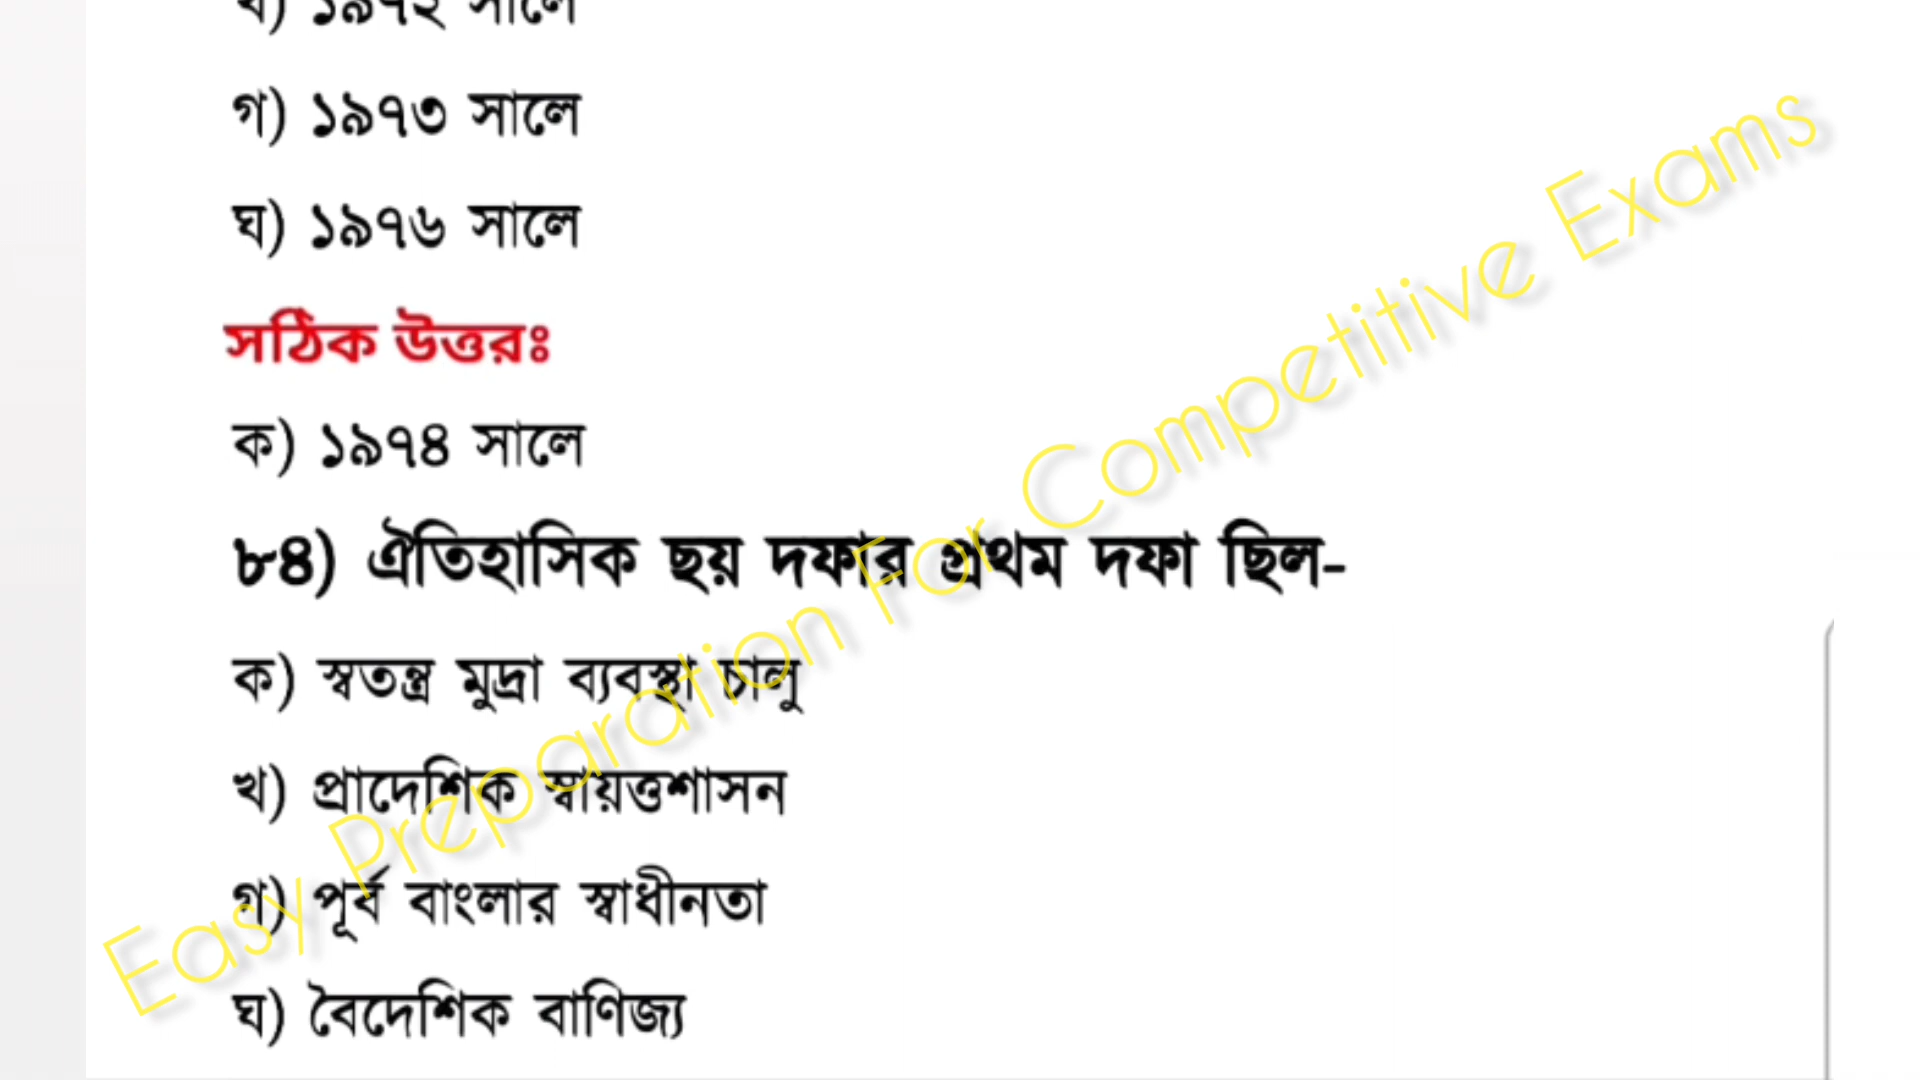 খ) ১৯৭২ সালে
গ) ১৯৭৩ সালে
ঘ) ১৯৭৬ সালে
সঠিক উত্তরঃ
ক) ১৯৭৪ সালে
৮৪) ঐতিহাসিক ছয় দফার প্রথম দফা ছিল-
ক) স্বতন্ত্র মুদ্রা ব্যবস্থা চালু
খ) প্রাদেশিক স্বায়ত্তশাসন
গ) পূর্ব বাংলার স্বাধীনতা
ঘ) বৈদেশিক বাণিজ্য
Easy Preparation For Competitive Exams